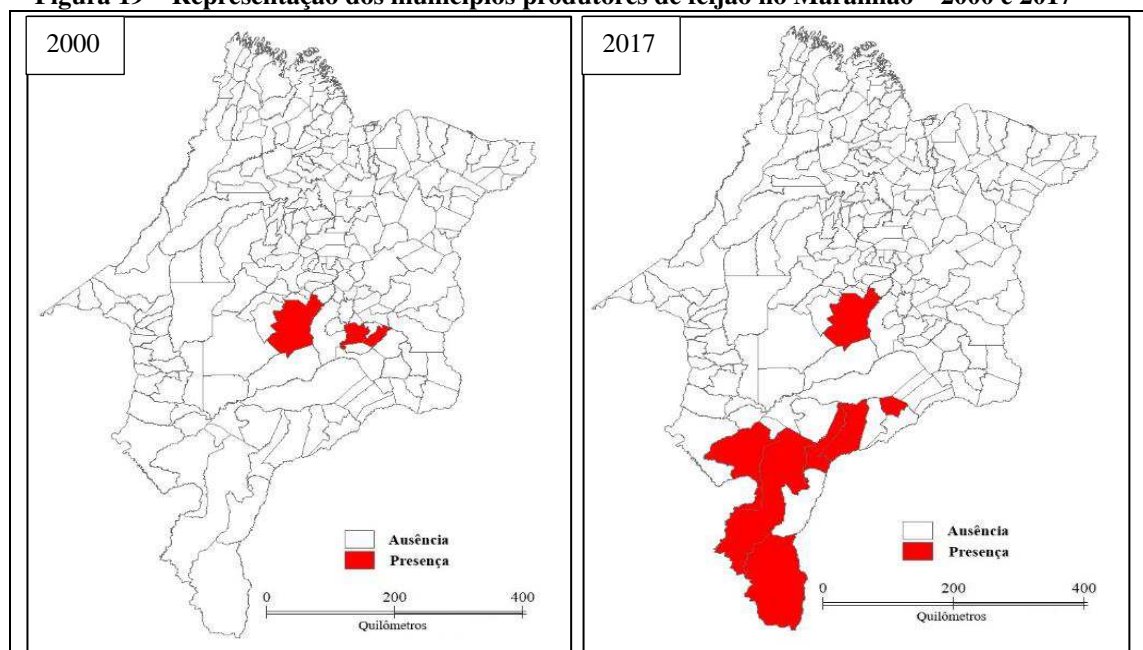 Figura 19 – Representação dos municípios produtores de feijão no Maranhão – 2000 e 2017
2000
Ausência
Presença
0 200 400
Quilômetros
2017
Ausência
Presença
0 200 400
Quilômetros